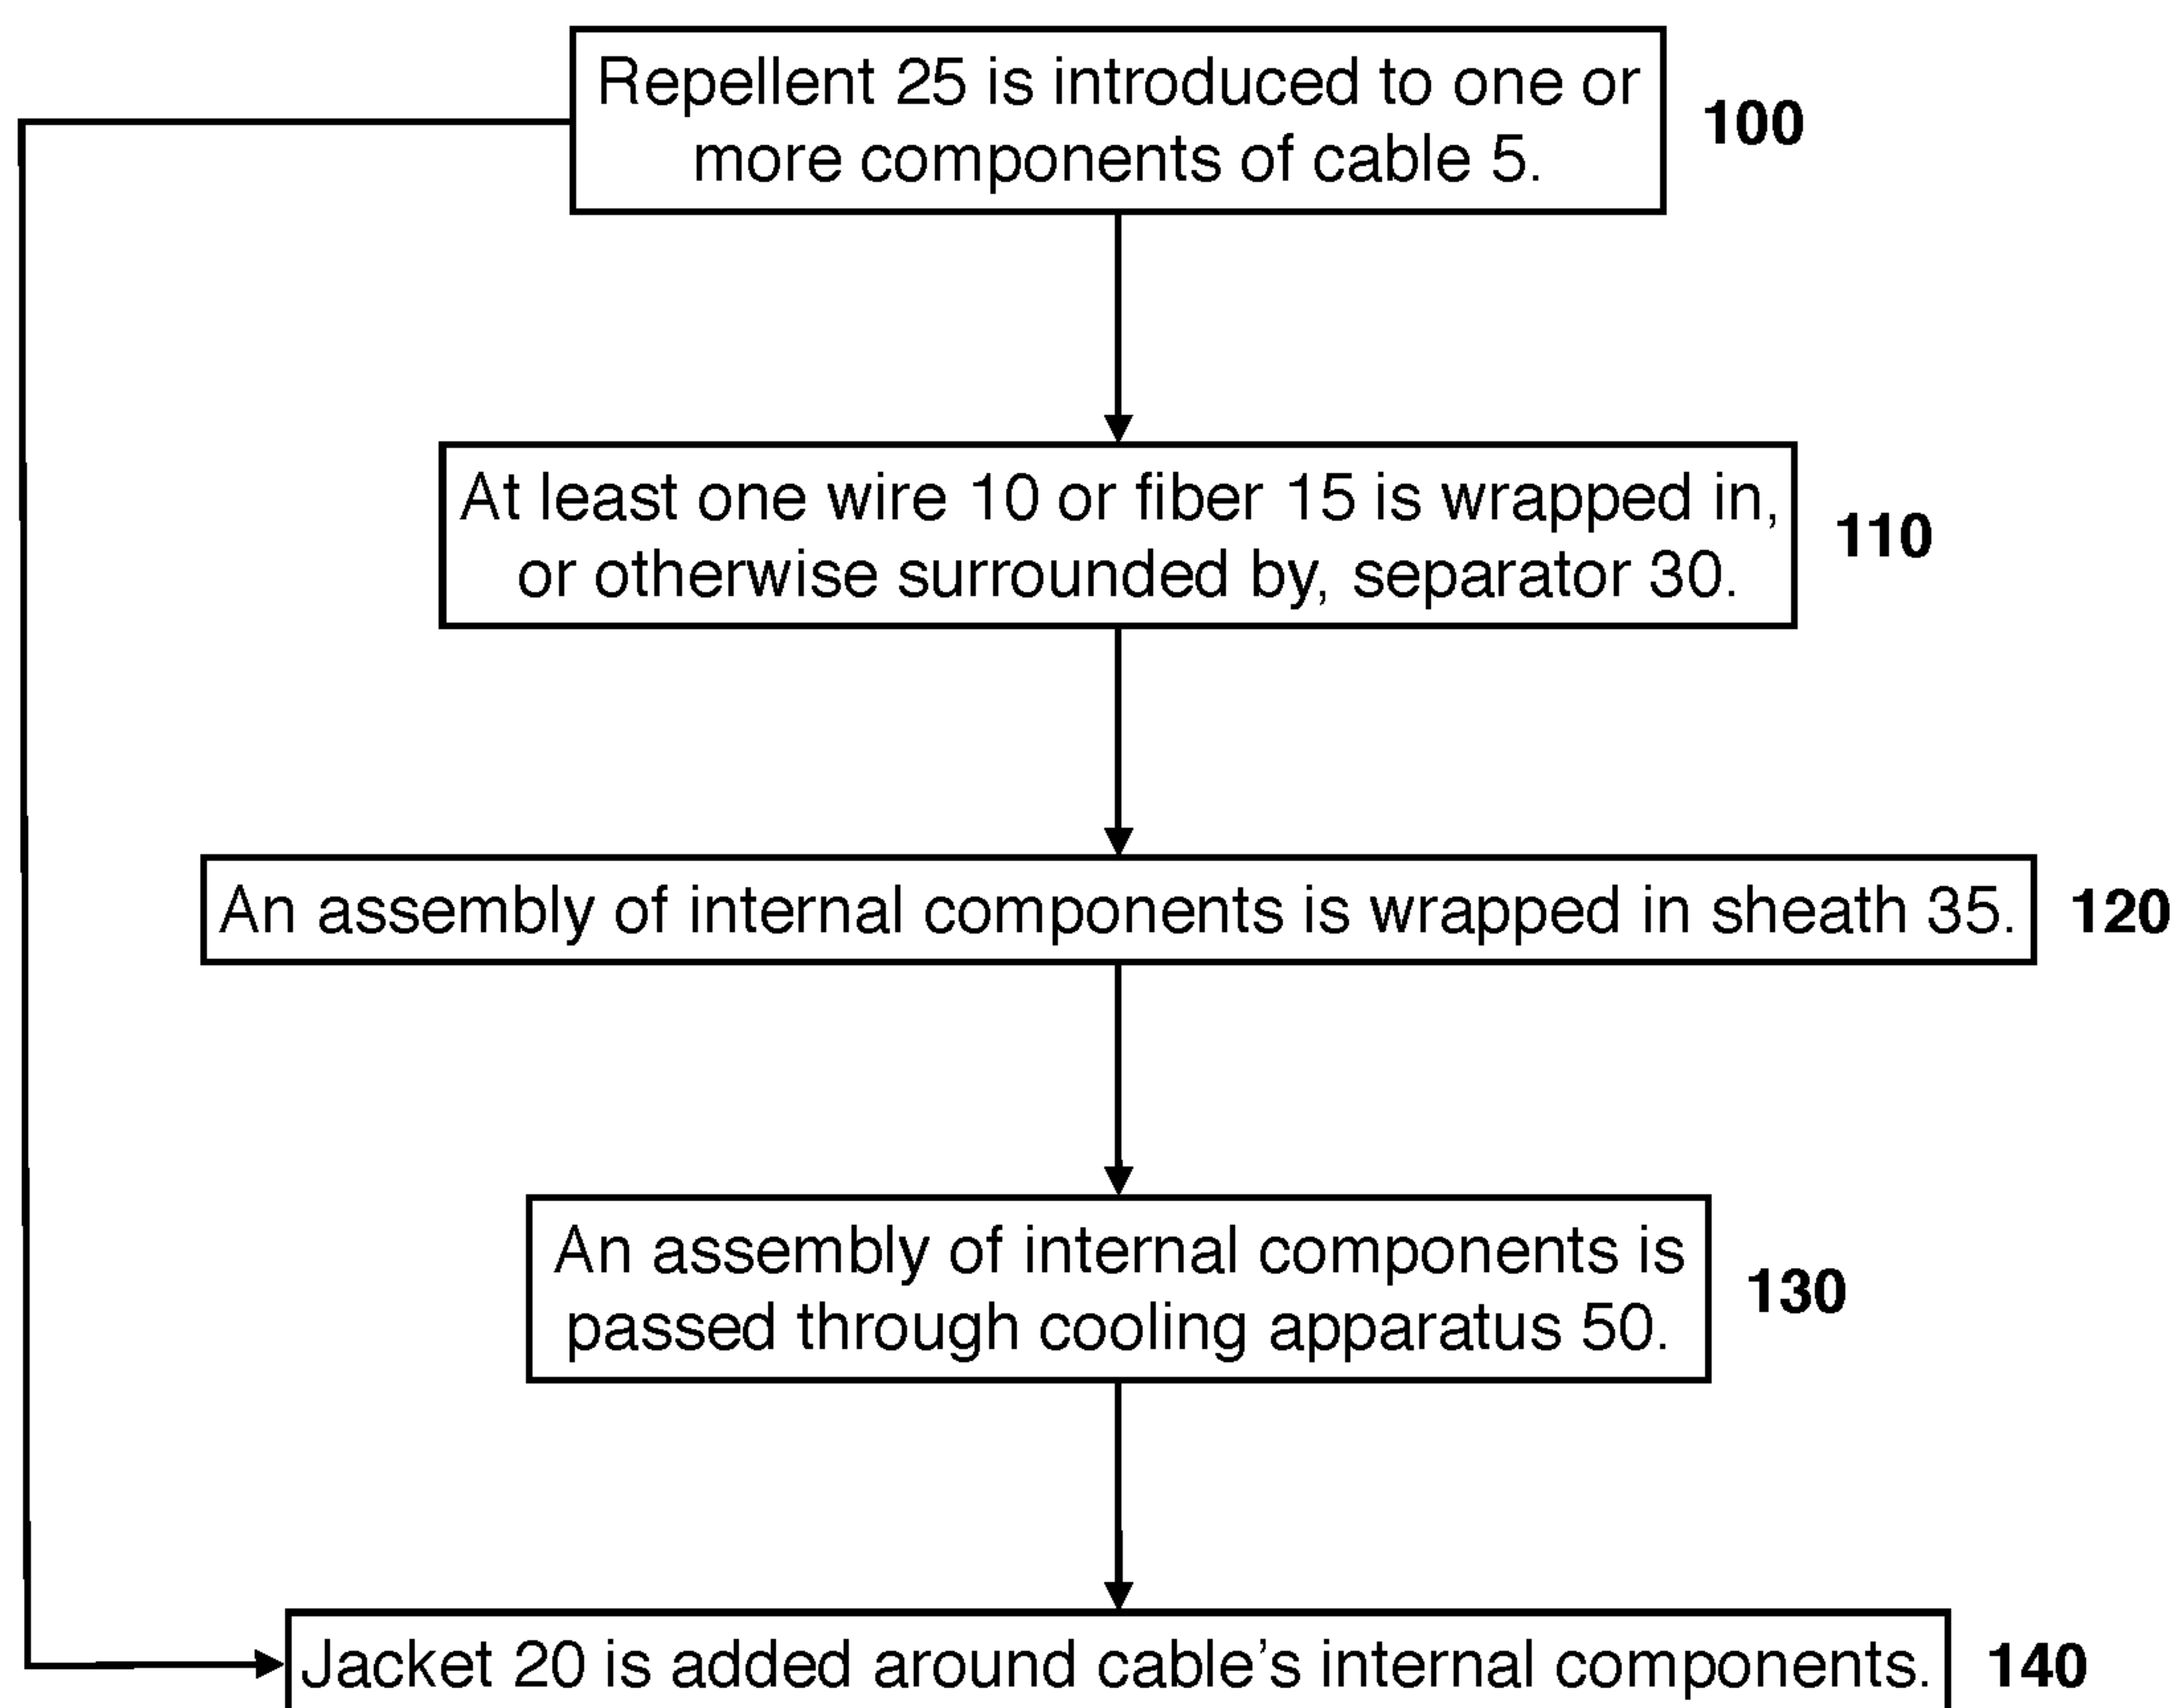 Repellent 25 is introduced to one or
more components of cable 5.
100
At least one wire 10 or fiber 15 is wrapped in,
or otherwise surrounded by, separator 30.
110
An assembly of internal components is wrapped in sheath 35.
120
An assembly of internal components is
passed through cooling apparatus 50.
130
Jacket 20 is added around cable's internal components.
140